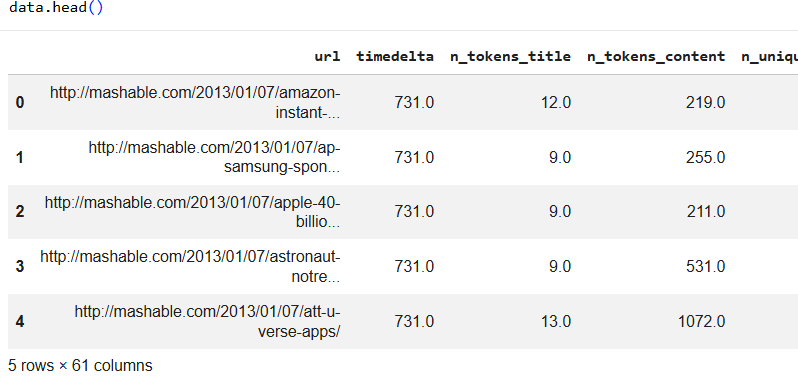 data.head()
url timedelta n_tokens_title n_tokens_content n_uniqu
0 http://mashable.com/2013/01/07/amazon-instant-... 731.0 12.0 219.0
1 http://mashable.com/2013/01/07/ap-samsung-spon... 731.0 9.0 255.0
2 http://mashable.com/2013/01/07/apple-40-billio... 731.0 9.0 211.0
3 http://mashable.com/2013/01/07/astronaut-notre... 731.0 9.0 531.0
4 http://mashable.com/2013/01/07/att-u-verse-apps/ 731.0 13.0 1072.0
5 rows × 61 columns